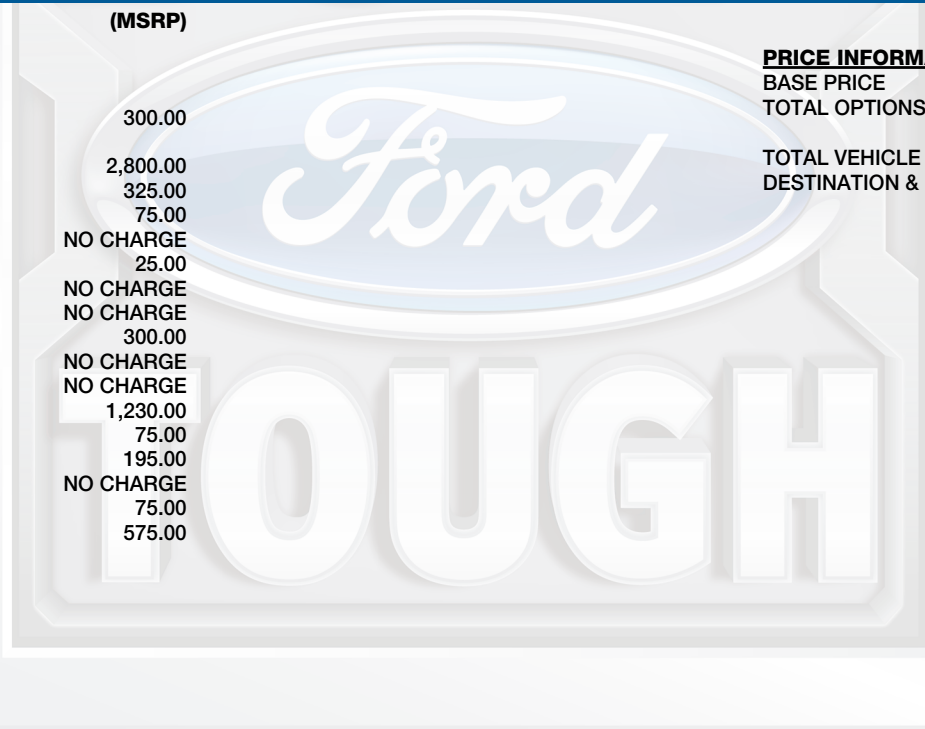 (MSRP)
300.00
2,800.00
325.00
75.00
NO CHARGE
25.00
NO CHARGE
NO CHARGE
300.00
NO CHARGE
NO CHARGE
1,230.00
75.00
195.00
NO CHARGE
75.00
575.00
PRICE INFORMA
BASE PRICE
TOTAL OPTIONS
TOTAL VEHICLE
DESTINATION &
Ford
TOUGH